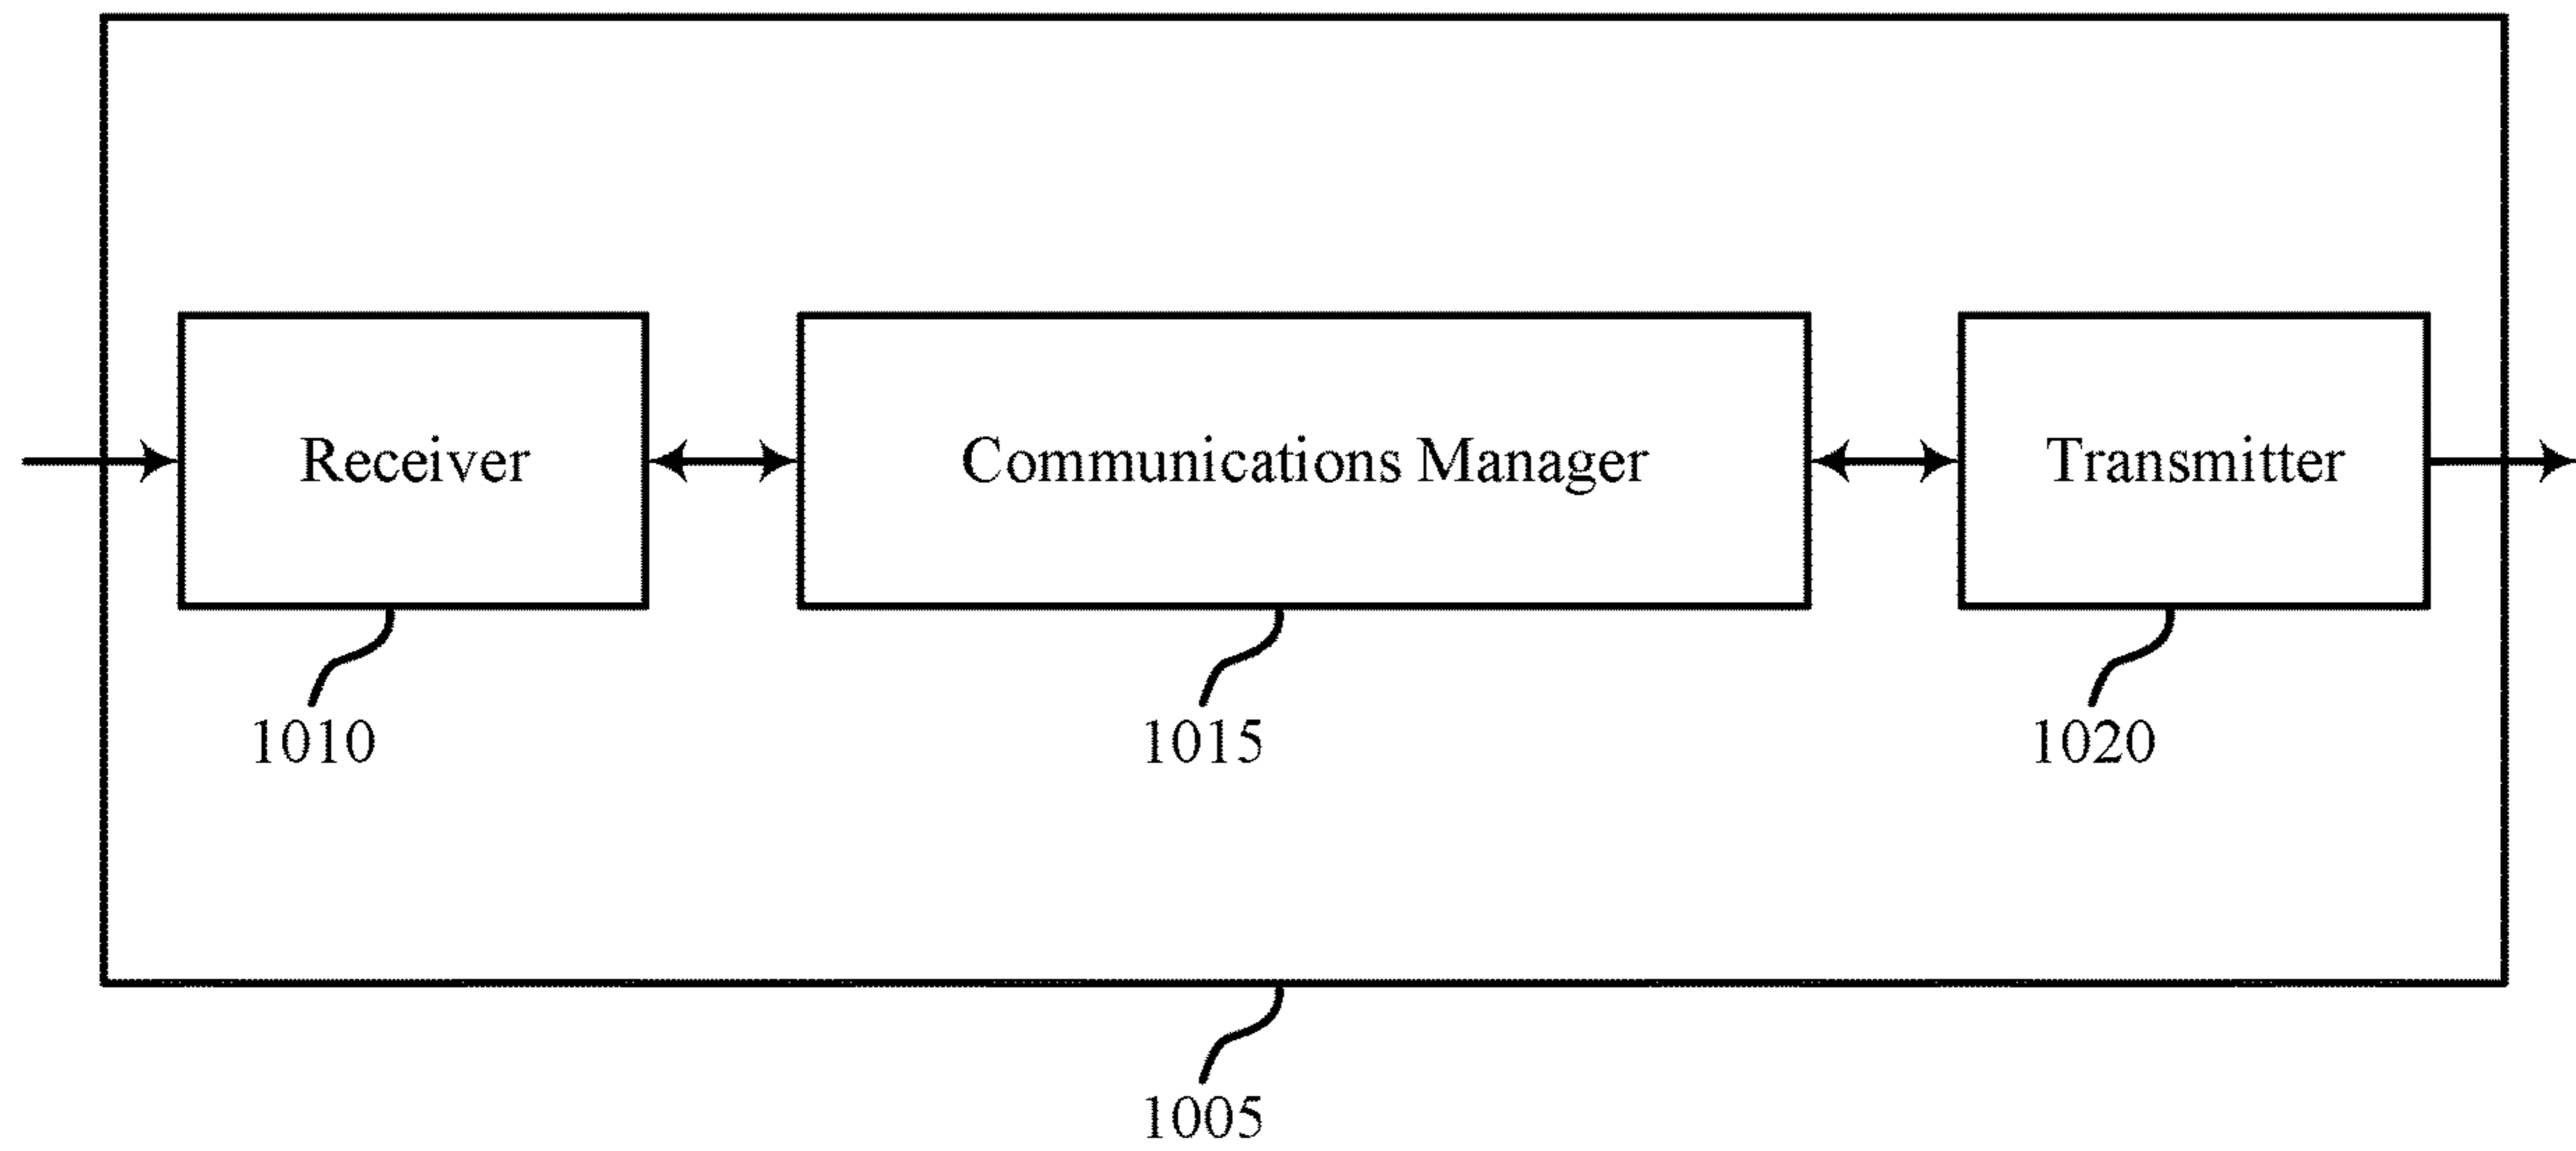 Receiver
Communications Manager
Transmitter
1010
1015
1020
1005